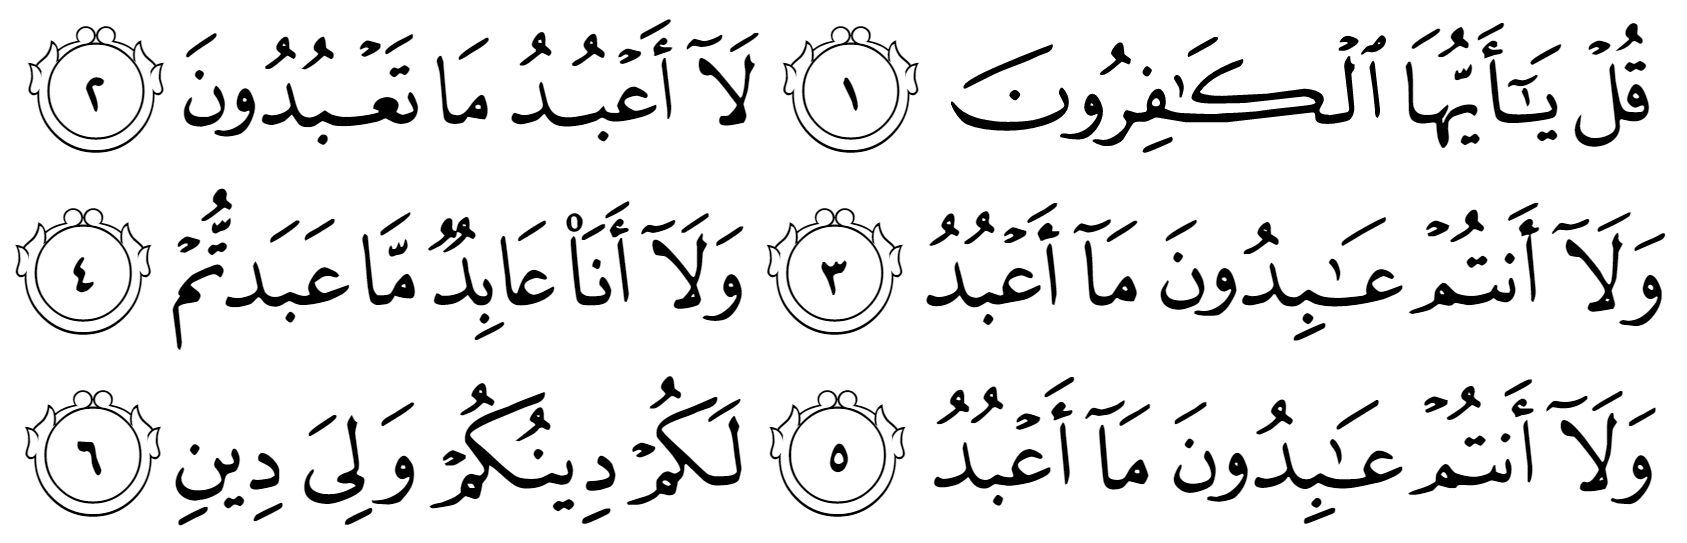 قُلْ يَـٰٓأَيُّهَا ٱلْكَـٰفِرُونَ ١ لَآ أَعْبُدُ مَا تَعْبُدُونَ ٢
وَلَآ أَنتُمْ عَـٰبِدُونَ مَآ أَعْبُدُ ٣ وَلَآ أَنَا۠ عَابِدٌ مَّا عَبَدتُّمْ ٤
وَلَآ أَنتُمْ عَـٰبِدُونَ مَآ أَعْبُدُ ٥ لَكُمْ دِينُكُمْ وَلِىَ دِينِ ٦